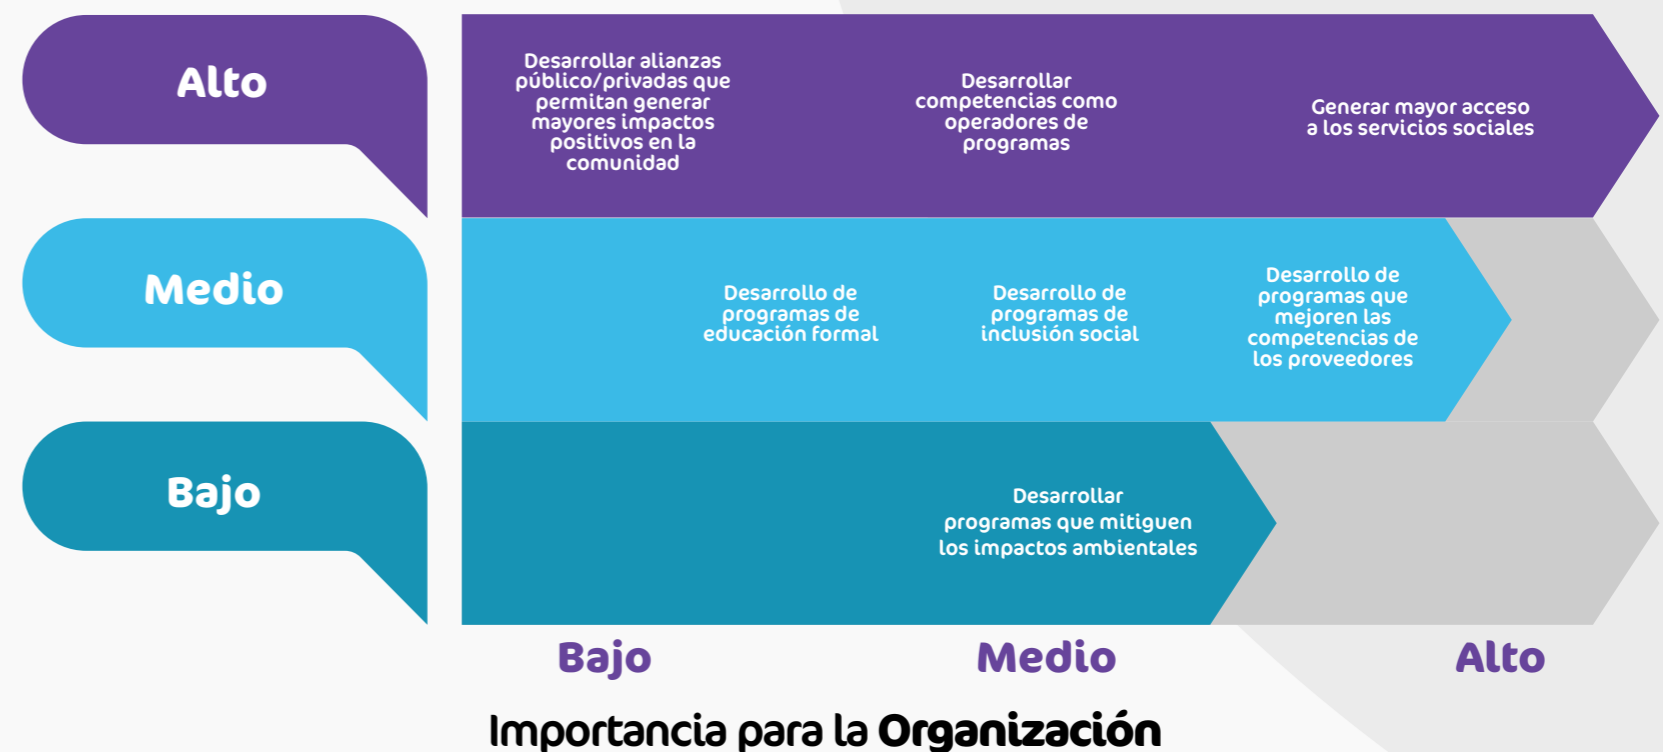 Alto
Desarrollar alianzas
público/privadas que
permitan generar
mayores impactos
positivos en la
comunidad
Desarrollar
competencias como
operadores de
programas
Generar mayor acceso
a los servicios sociales
Medio
Desarrollo de
programas de
educación formal
Desarrollo de
programas de
inclusión social
Desarrollo de
programas que
mejoren las
competencias de
los proveedores
Bajo
Desarrollar
programas que mitiguen
los impactos ambientales
Bajo
Medio
Alto
Importancia para la Organización